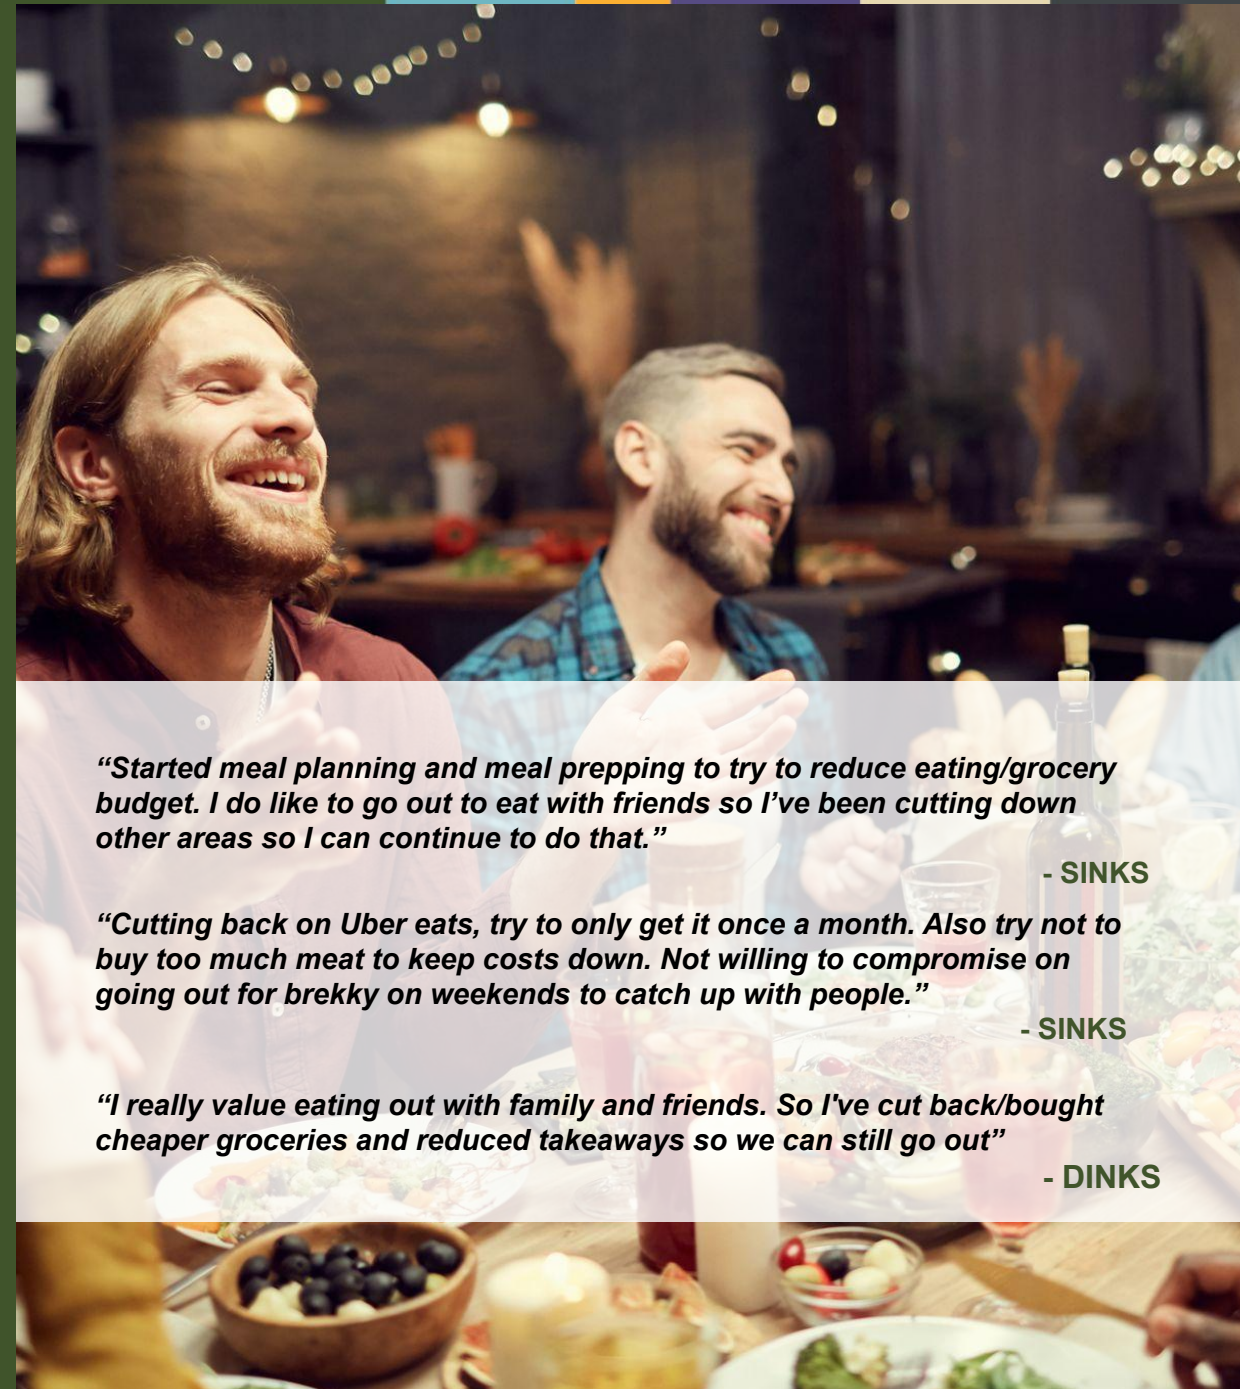 “Started meal planning and meal prepping to try to reduce eating/grocery
budget. I do like to go out to eat with friends so I’ve been cutting down
other areas so I can continue to do that.”
- SINKS
“Cutting back on Uber eats, try to only get it once a month. Also try not to
buy too much meat to keep costs down. Not willing to compromise on
going out for brekky on weekends to catch up with people.”
- SINKS
“I really value eating out with family and friends. So I've cut back/bought
cheaper groceries and reduced takeaways so we can still go out”
- DINKS